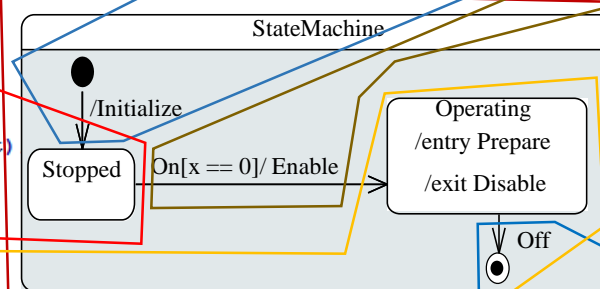 StateMachine
/Initialize
Operating
/entry Prepare
Stopped
On[x == 0]/ Enable
/exit Disable
Off